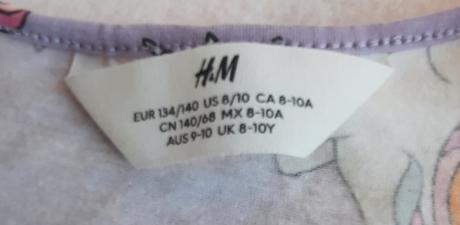 H&M
EUR 134/140 US 8/10 CA 8-10A
CN 140/68 MX 8-10A
AUS 9-10 UK 8-10Y